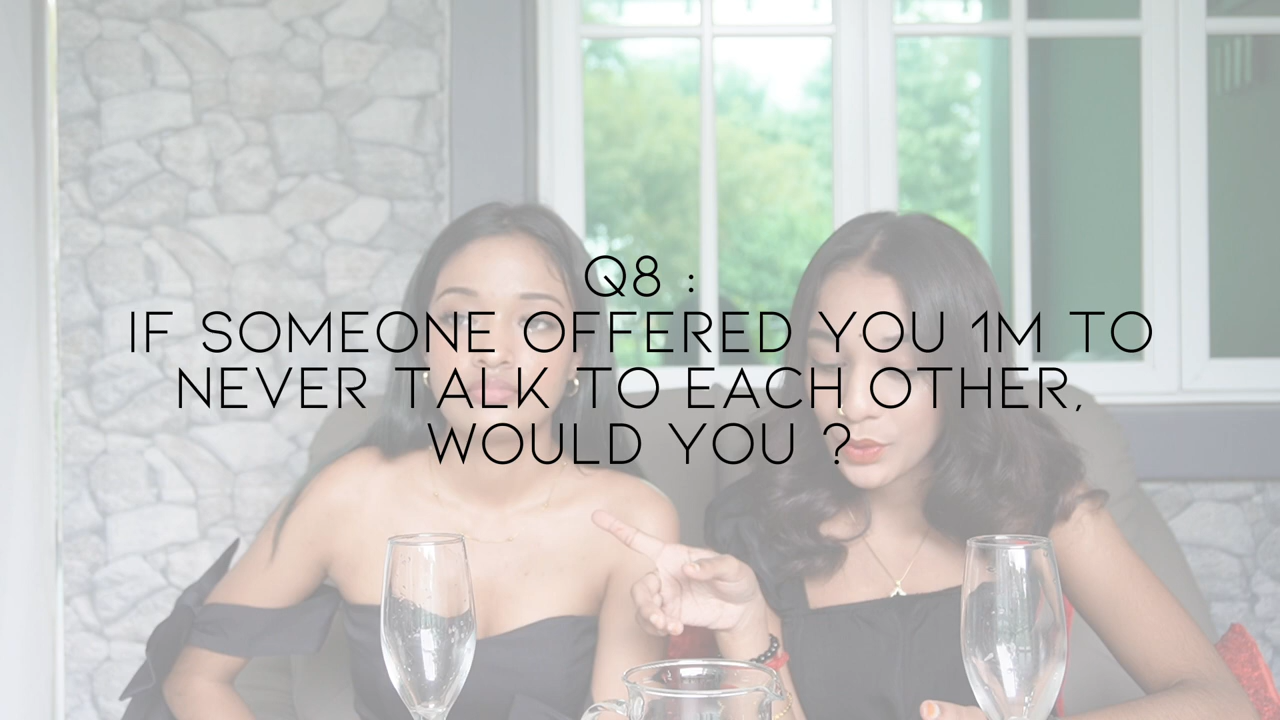 Q8 :
IF SOMEONE OFFERED YOU 1M TO
NEVER TALK TO EACH OTHER,
WOULD YOU ?